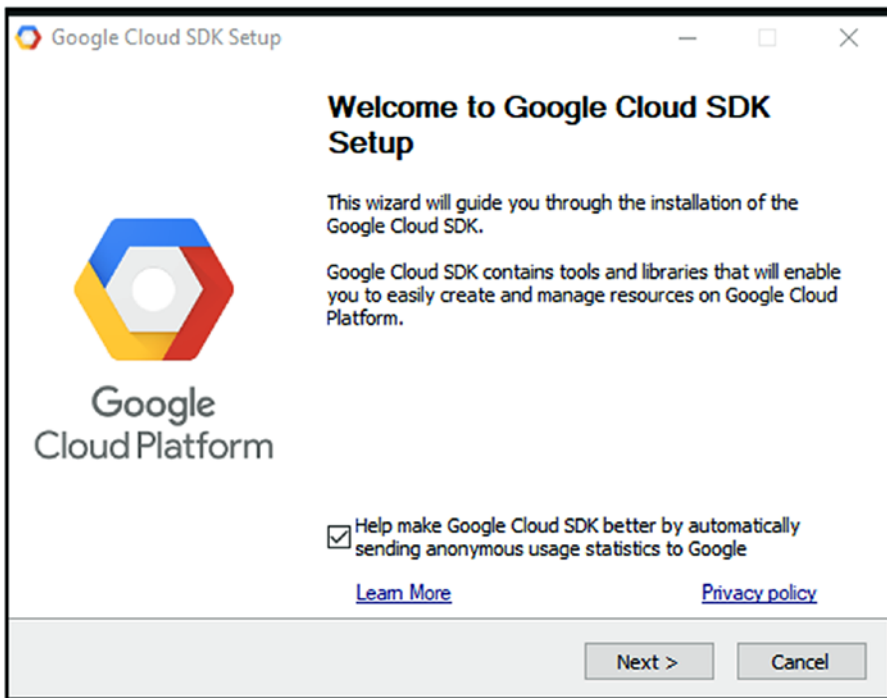 Google Cloud SDK Setup
Welcome to Google Cloud SDK
Setup
This wizard will guide you through the installation of the
Google Cloud SDK.
Google Cloud SDK contains tools and libraries that will enable
you to easily create and manage resources on Google Cloud
Platform.
Google
Cloud Platform
Help make Google Cloud SDK better by automatically
sending anonymous usage statistics to Google
Learn More
Privacy policy
Next >
Cancel